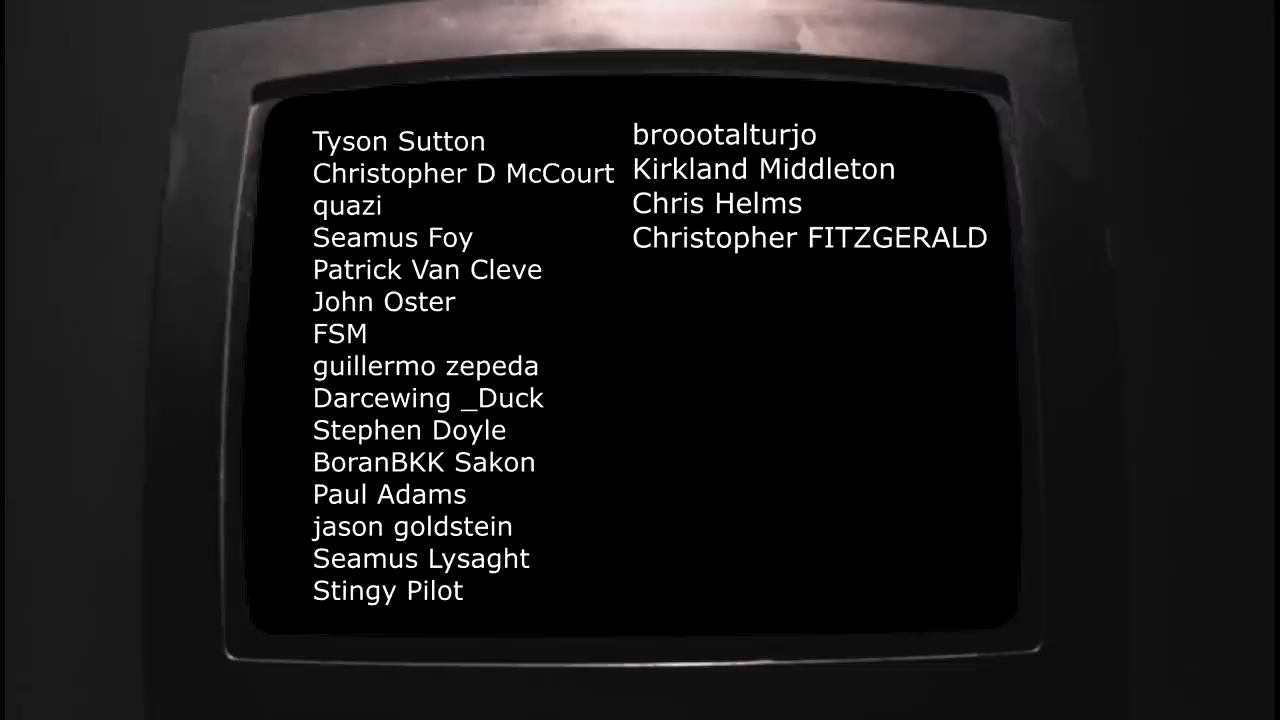 Tyson Sutton
Christopher D McCourt
quazi
Seamus Foy
Patrick Van Cleve
John Oster
FSM
guillermo zepeda
Darcewing _Duck
Stephen Doyle
BoranBKK Sakon
Paul Adams
jason goldstein
Seamus Lysaght
Stingy Pilot
broootalturjo
Kirkland Middleton
Chris Helms
Christopher FITZGERALD